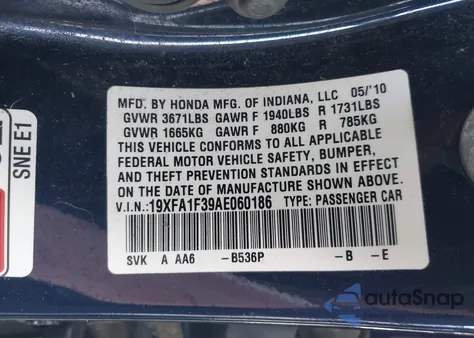 MFD. BY HONDA MFG. OF INDIANA, LLC 05/'10
GVWR 3671LBS GAWR F 1940LBS R 1731LBS
GVWR 1665KG GAWR F 880KG R 785KG
THIS VEHICLE CONFORMS TO ALL APPLICABLE
FEDERAL MOTOR VEHICLE SAFETY, BUMPER,
AND THEFT PREVENTION STANDARDS IN EFFECT
ON THE DATE OF MANUFACTURE SHOWN ABOVE.
V.I.N.:19XFA1F39AE060186 TYPE: PASSENGER CAR
SVK A AA6 -B536P -B -E
SNE E1
autoSnap